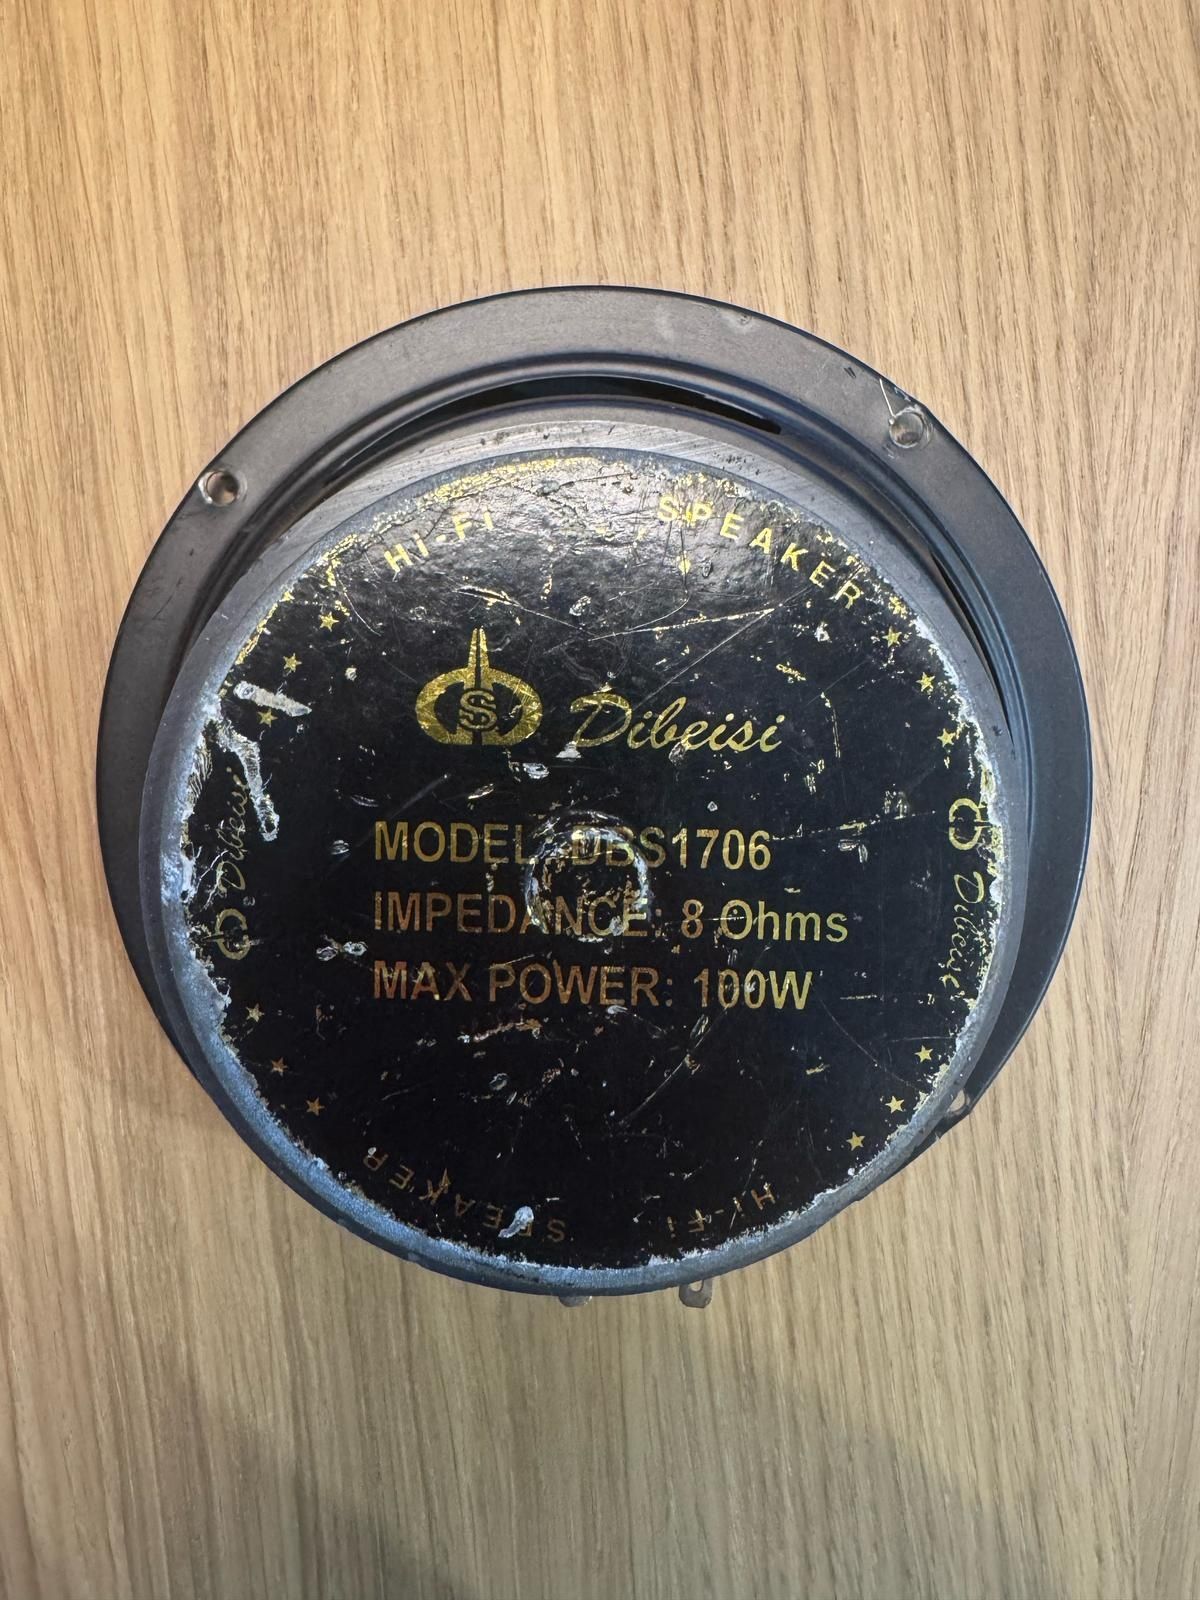 Hi-Fi SPEAKER
S Dibeisi
MODEL: DBS1706
IMPEDANCE: 8 Ohms
MAX POWER: 100W
Dibeisi
Dibeisi
Hi-Fi SPEAKER